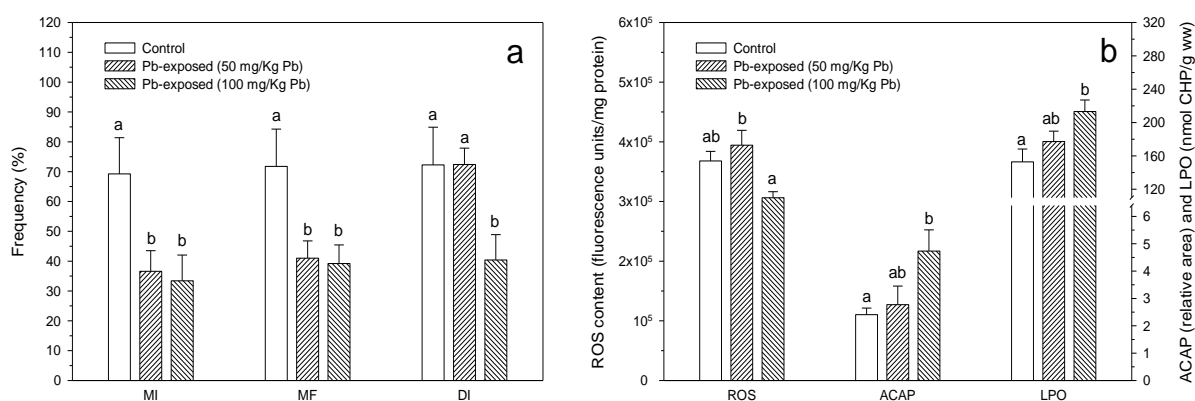 120
110
100
90
80
70
60
50
40
30
20
10
0
Frequency (%)
Control
Pb-exposed (50 mg/Kg Pb)
Pb-exposed (100 mg/Kg Pb)
a
a
b
b
a
b
b
a
a
b
MI
MF
DI
6x10⁵
5x10⁵
4x10⁵
3x10⁵
2x10⁵
10⁵
0
ROS content (fluorescence units/mg protein)
Control
Pb-exposed (50 mg/Kg Pb)
Pb-exposed (100 mg/Kg Pb)
b
ab
b
a
a
ab
b
a
ab
b
ROS
ACAP
LPO
320
280
240
200
160
120
6
5
4
3
2
1
0
ACAP (relative area) and LPO (nmol CHP/g ww)